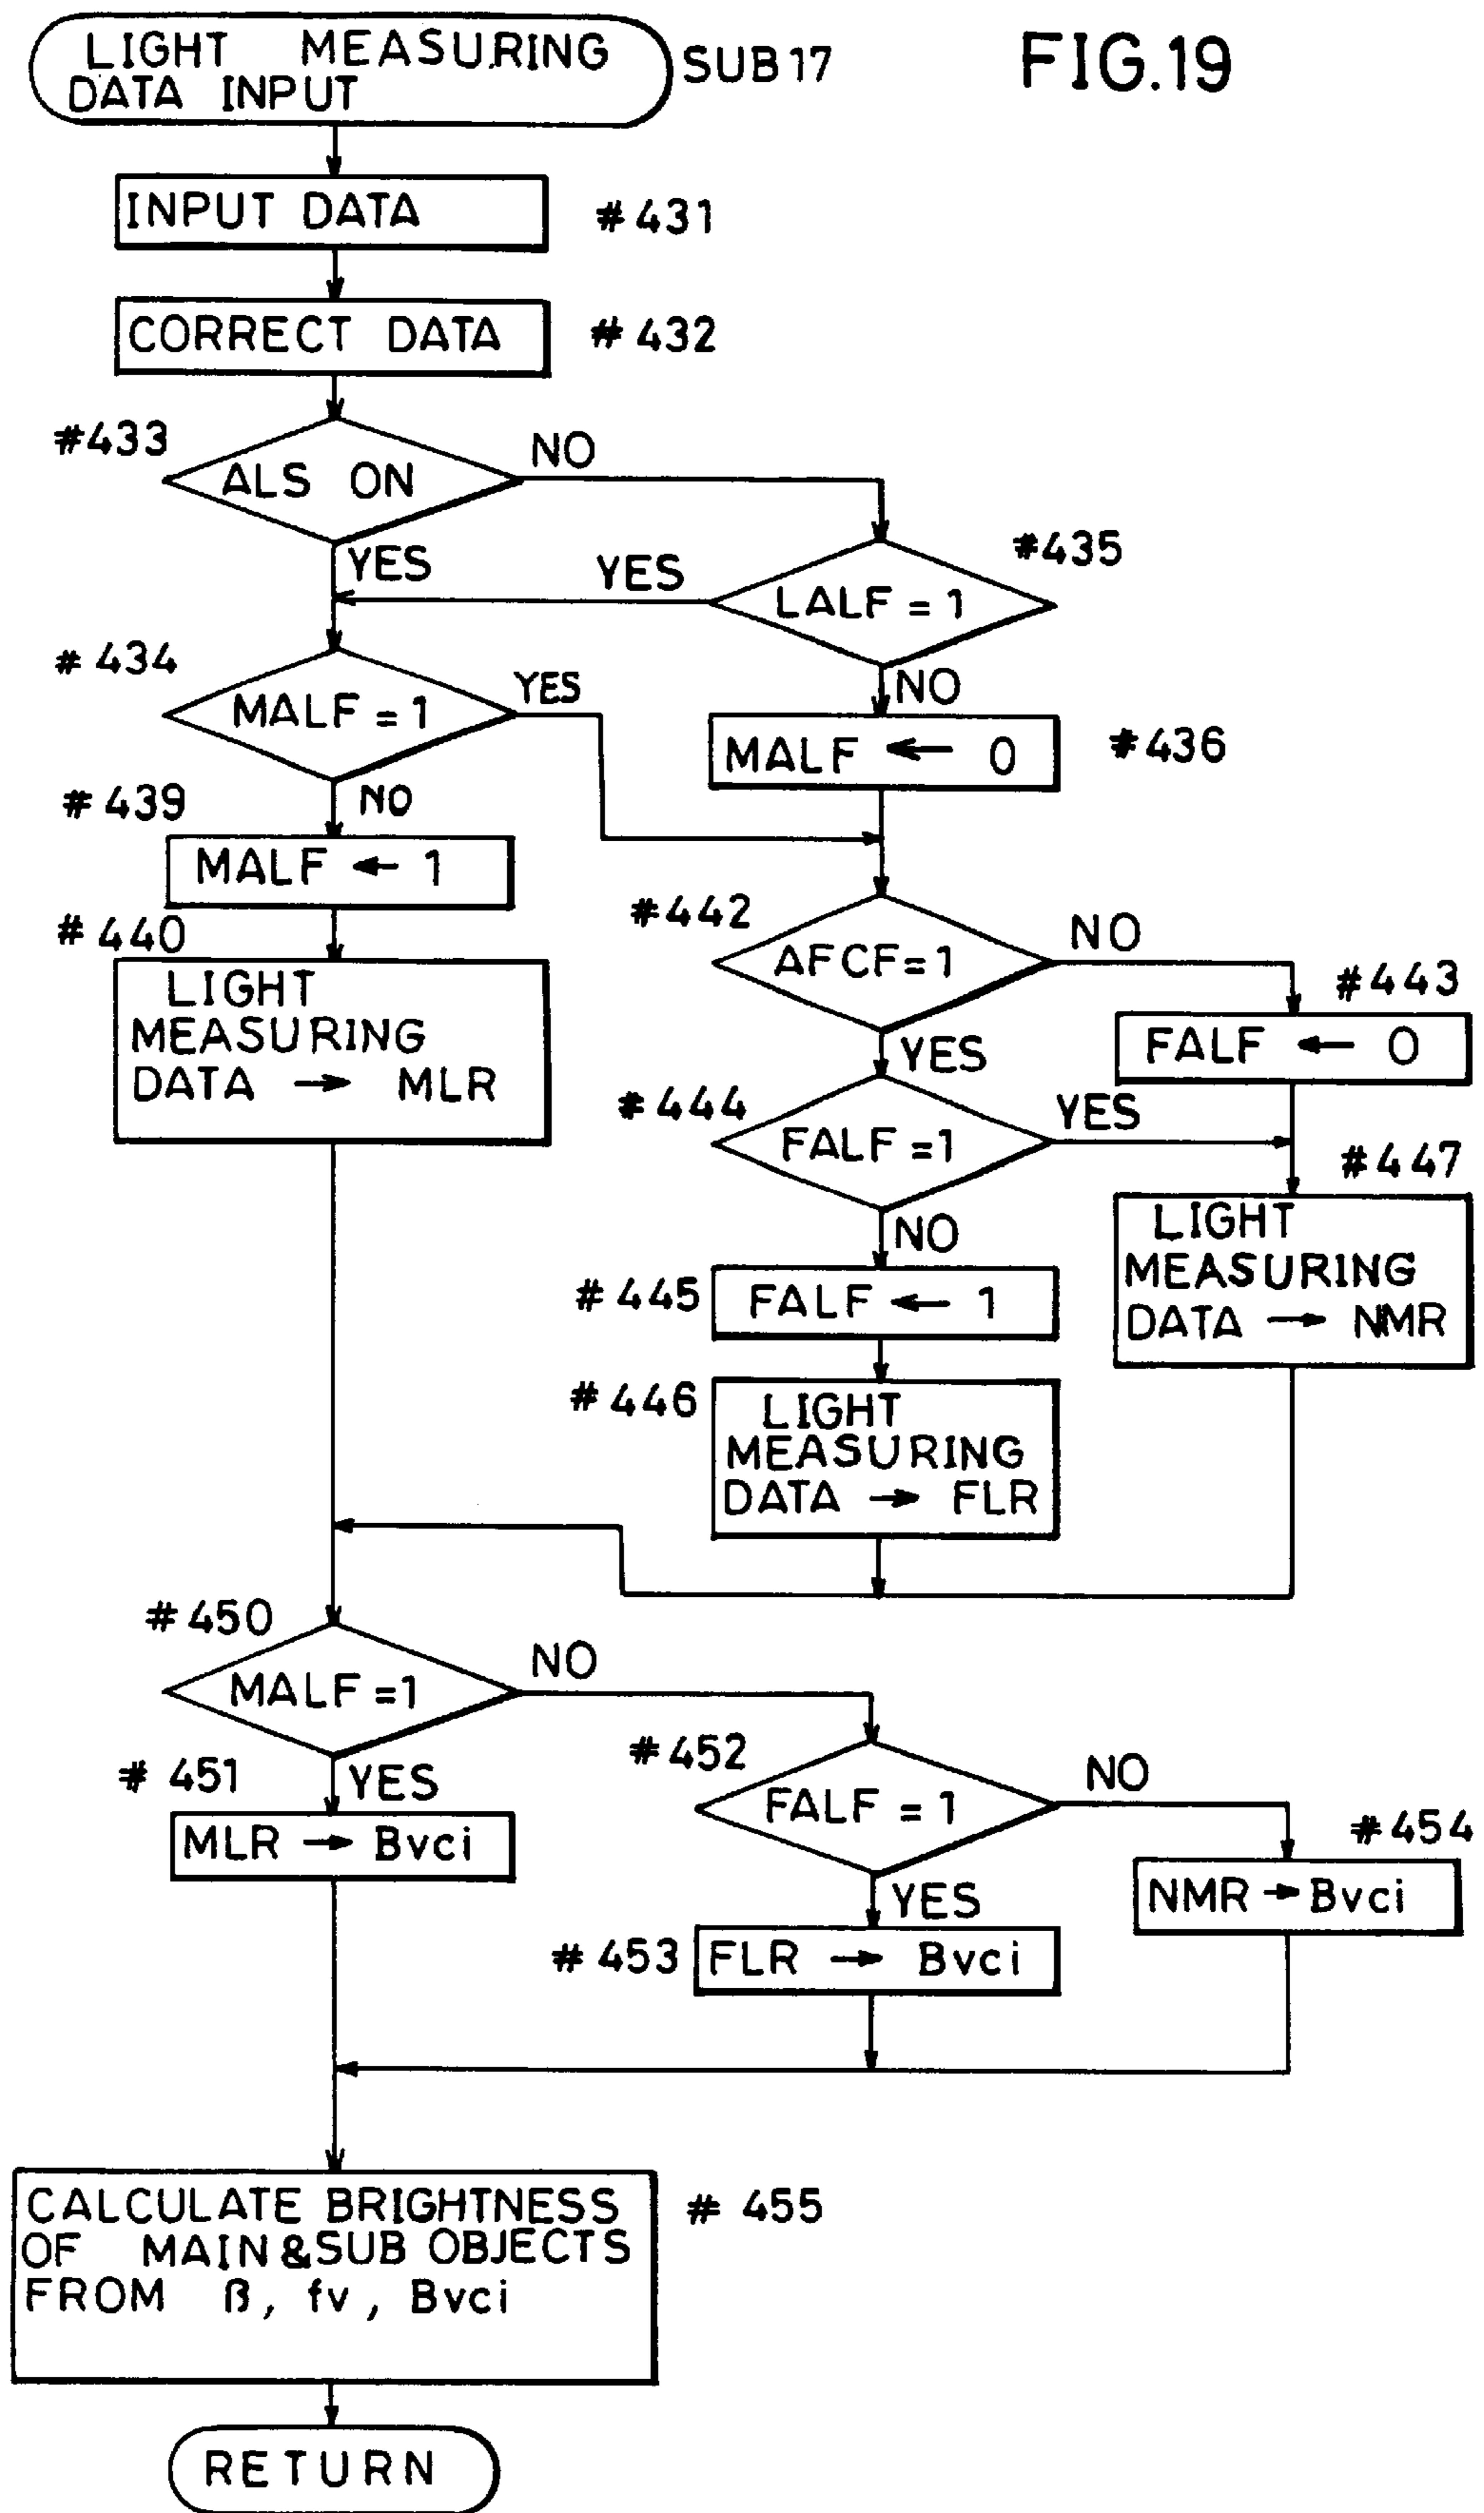 LIGHT MEASURING
DATA INPUT
SUB17
FIG.19
INPUT DATA
#431
CORRECT DATA
#432
#433
ALS ON
NO
YES
#435
LALF=1
YES
NO
#434
MALF=1
YES
NO
MALF ← 0
#436
#439
MALF ← 1
#440
LIGHT
MEASURING
DATA → MLR
#442
AFCF=1
NO
YES
#443
FALF ← 0
#444
FALF=1
YES
NO
#447
LIGHT
MEASURING
DATA → NMR
#445
FALF ← 1
#446
LIGHT
MEASURING
DATA → FLR
#450
MALF=1
NO
YES
#451
MLR → Bvci
#452
FALF=1
NO
YES
#454
NMR → Bvci
#453
FLR → Bvci
CALCULATE BRIGHTNESS
OF MAIN&SUB OBJECTS
FROM β, fv, Bvci
#455
RETURN